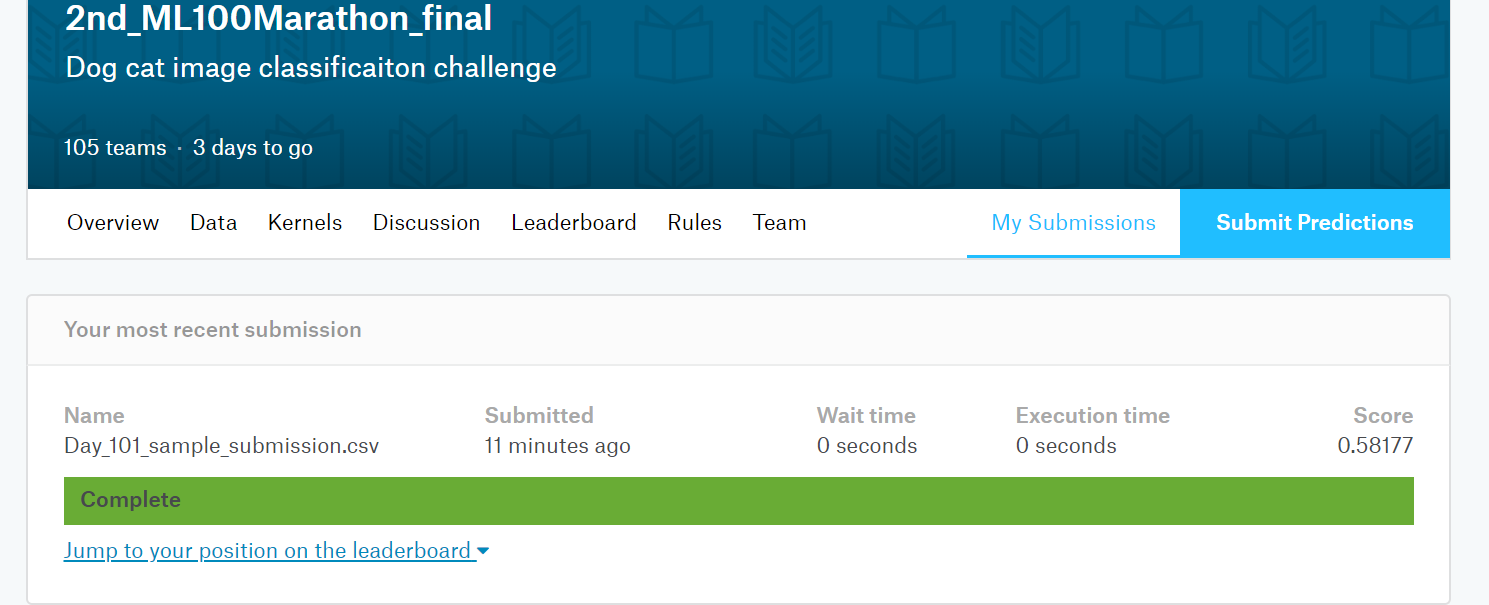 2nd_ML100Marathon_final
Dog cat image classificaiton challenge
105 teams · 3 days to go
Overview Data Kernels Discussion Leaderboard Rules Team My Submissions Submit Predictions
Your most recent submission
Name Submitted Wait time Execution time Score
Day_101_sample_submission.csv 11 minutes ago 0 seconds 0 seconds 0.58177
Complete
Jump to your position on the leaderboard